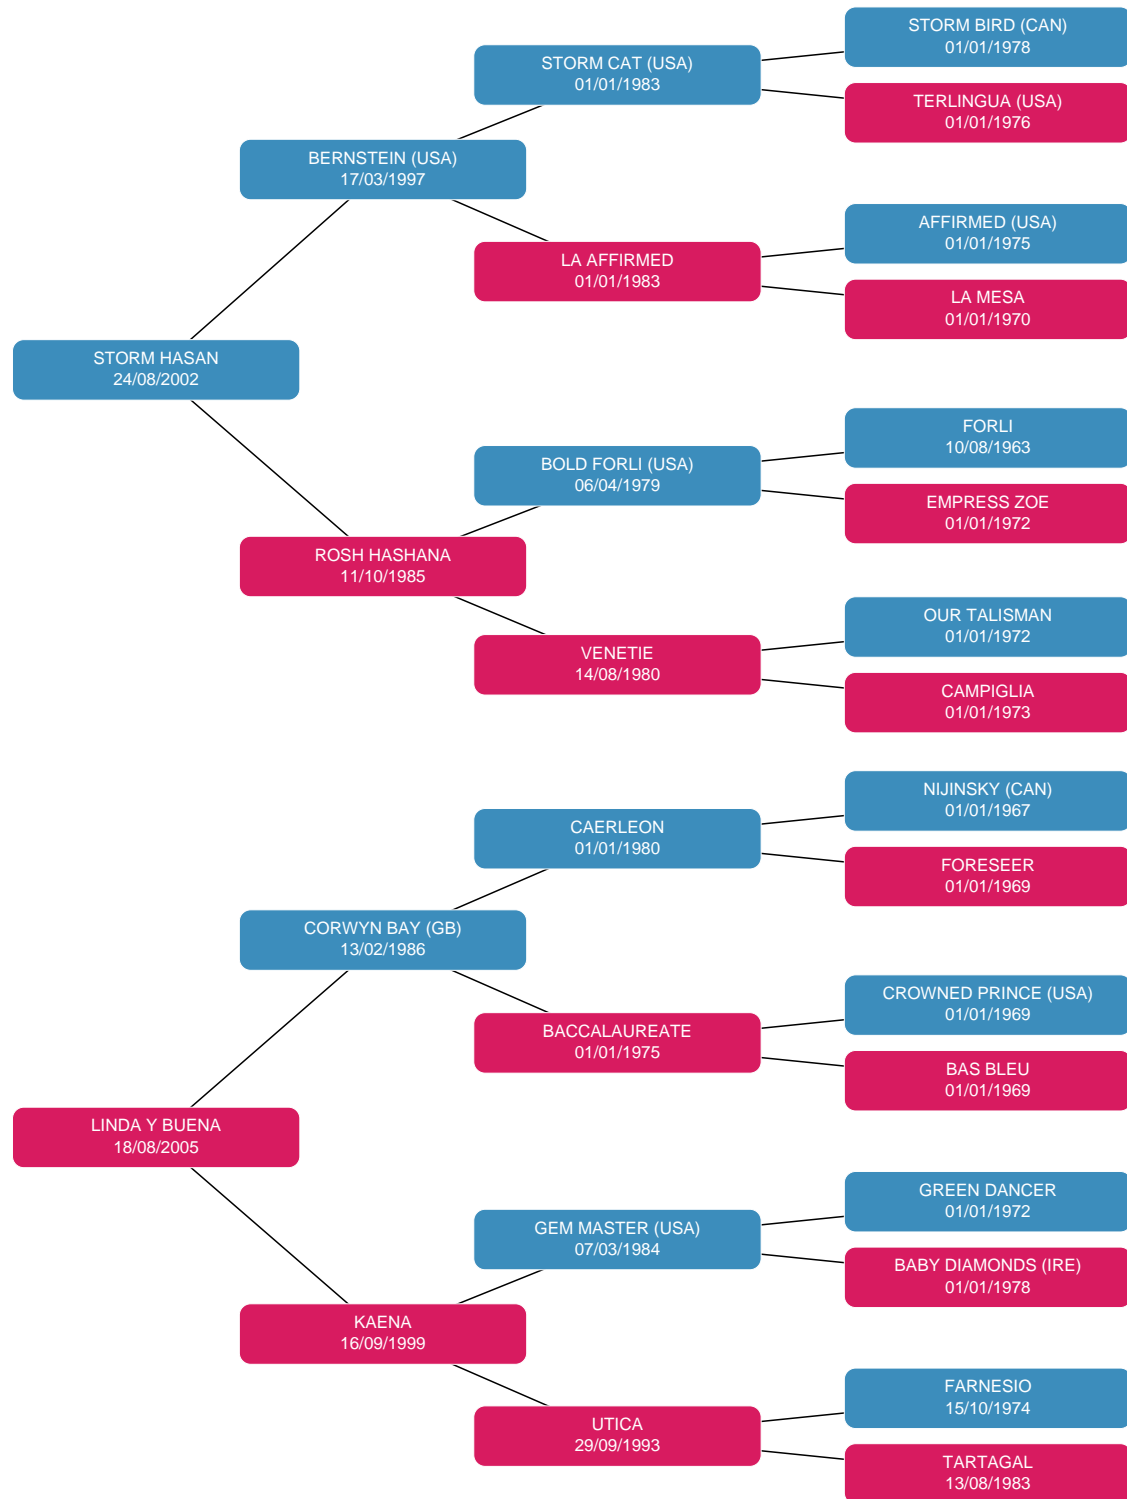 STORM BIRD (CAN)
01/01/1978
STORM CAT (USA)
01/01/1983
TERLINGUA (USA)
01/01/1976
BERNSTEIN (USA)
17/03/1997
AFFIRMED (USA)
01/01/1975
LA AFFIRMED
01/01/1983
LA MESA
01/01/1970
STORM HASAN
24/08/2002
FORLI
10/08/1963
BOLD FORLI (USA)
06/04/1979
EMPRESS ZOE
01/01/1972
ROSH HASHANA
11/10/1985
OUR TALISMAN
01/01/1972
VENETIE
14/08/1980
CAMPIGLIA
01/01/1973
NIJINSKY (CAN)
01/01/1967
CAERLEON
01/01/1980
FORESEER
01/01/1969
CORWYN BAY (GB)
13/02/1986
CROWNED PRINCE (USA)
01/01/1969
BACCALAUREATE
01/01/1975
BAS BLEU
01/01/1969
LINDA Y BUENA
18/08/2005
GREEN DANCER
01/01/1972
GEM MASTER (USA)
07/03/1984
BABY DIAMONDS (IRE)
01/01/1978
KAENA
16/09/1999
FARNESIO
15/10/1974
UTICA
29/09/1993
TARTAGAL
13/08/1983